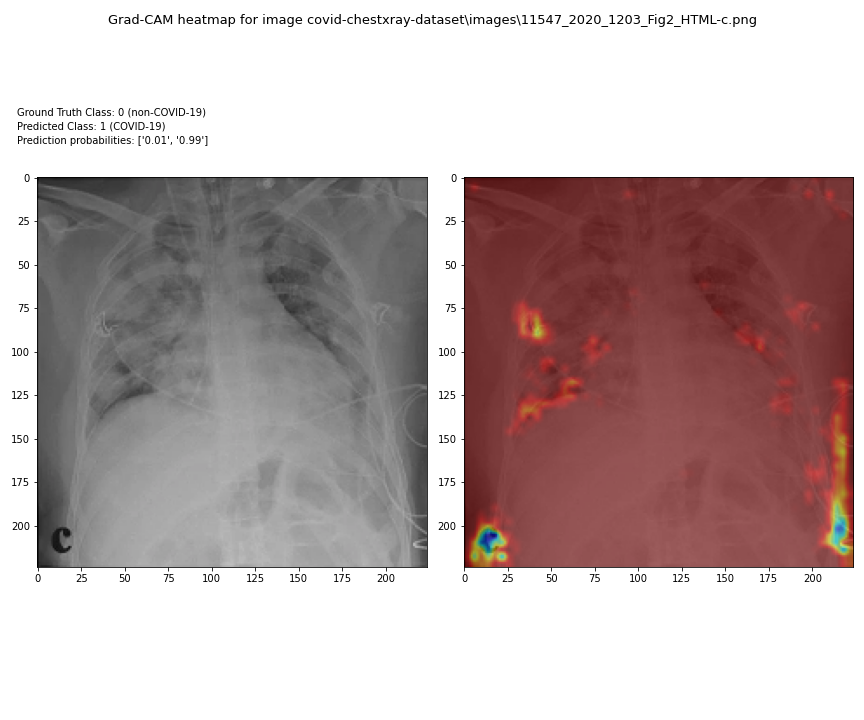 Grad-CAM heatmap for image covid-chestxray-dataset\images\11547_2020_1203_Fig2_HTML-c.png
Ground Truth Class: 0 (non-COVID-19)
Predicted Class: 1 (COVID-19)
Prediction probabilities: ['0.01', '0.99']
0
25
50
75
100
125
150
175
200
c
0 25 50 75 100 125 150 175 200
0
25
50
75
100
125
150
175
200
0 25 50 75 100 125 150 175 200